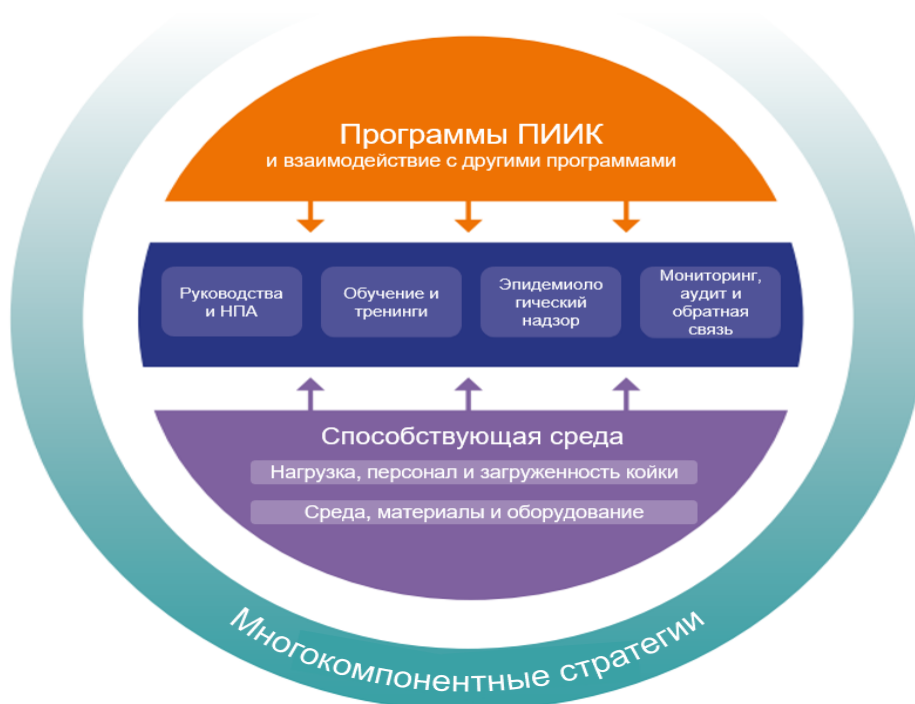 Программы ПИИК
и взаимодействие с другими программами
Руководства
и НПА
Обучение и
тренинги
Эпидемиоло
гический
надзор
Мониторинг,
аудит и
обратная
связь
Способствующая среда
Нагрузка, персонал и загруженность койки
Среда, материалы и оборудование
Многокомпонентные стратегии